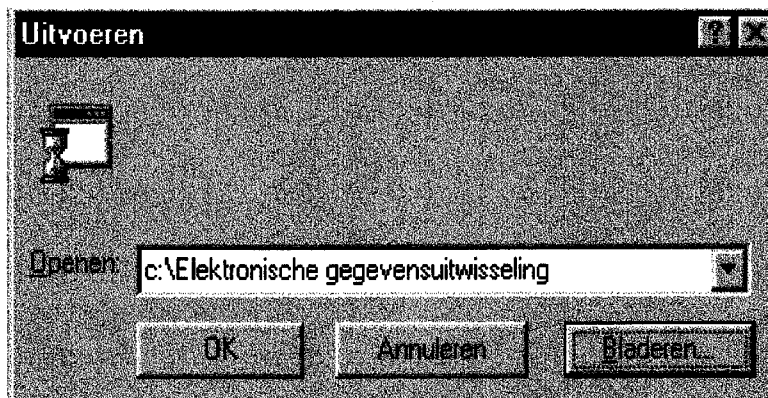 Uitvoeren
Openen:
c:\Elektronische gegevensuitwisseling
OK
Annuleren
Bladeren...